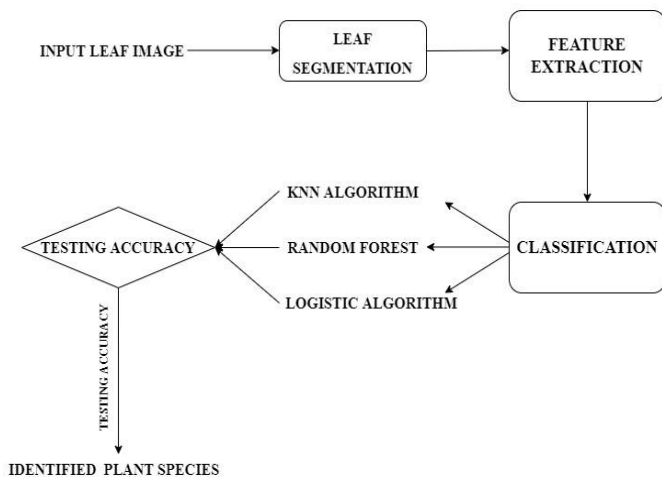 INPUT LEAF IMAGE
LEAF
SEGMENTATION
FEATURE
EXTRACTION
CLASSIFICATION
KNN ALGORITHM
RANDOM FOREST
LOGISTIC ALGORITHM
TESTING ACCURACY
TESTING ACCURACY
IDENTIFIED PLANT SPECIES